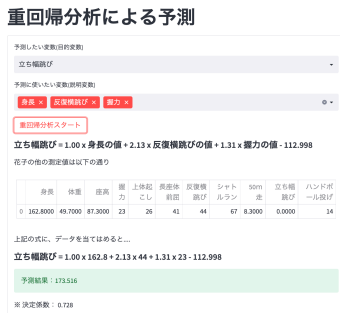 重回帰分析による予測
予測したい変数(目的変数)
立ち幅跳び
予測に使いたい変数(説明変数)
身長 × 反復横跳び × 握力 ×
重回帰分析スタート
立ち幅跳び = 1.00 x 身長の値 + 2.13 x 反復横跳びの値 + 1.31 x 握力の値 - 112.998
花子の他の測定値は以下の通り
身長 体重 座高 握力 上体起こし 長座体前屈 反復横跳び シャトルラン 50m走 立ち幅跳び ハンドボール投げ
0 162.8000 49.7000 87.3000 23 26 41 44 67 8.3000 0.0000 14
上記の式に、データを当てはめると....
立ち幅跳び = 1.00 x 162.8 + 2.13 x 44 + 1.31 x 23 - 112.998
予測結果：173.516
※ 決定係数： 0.728